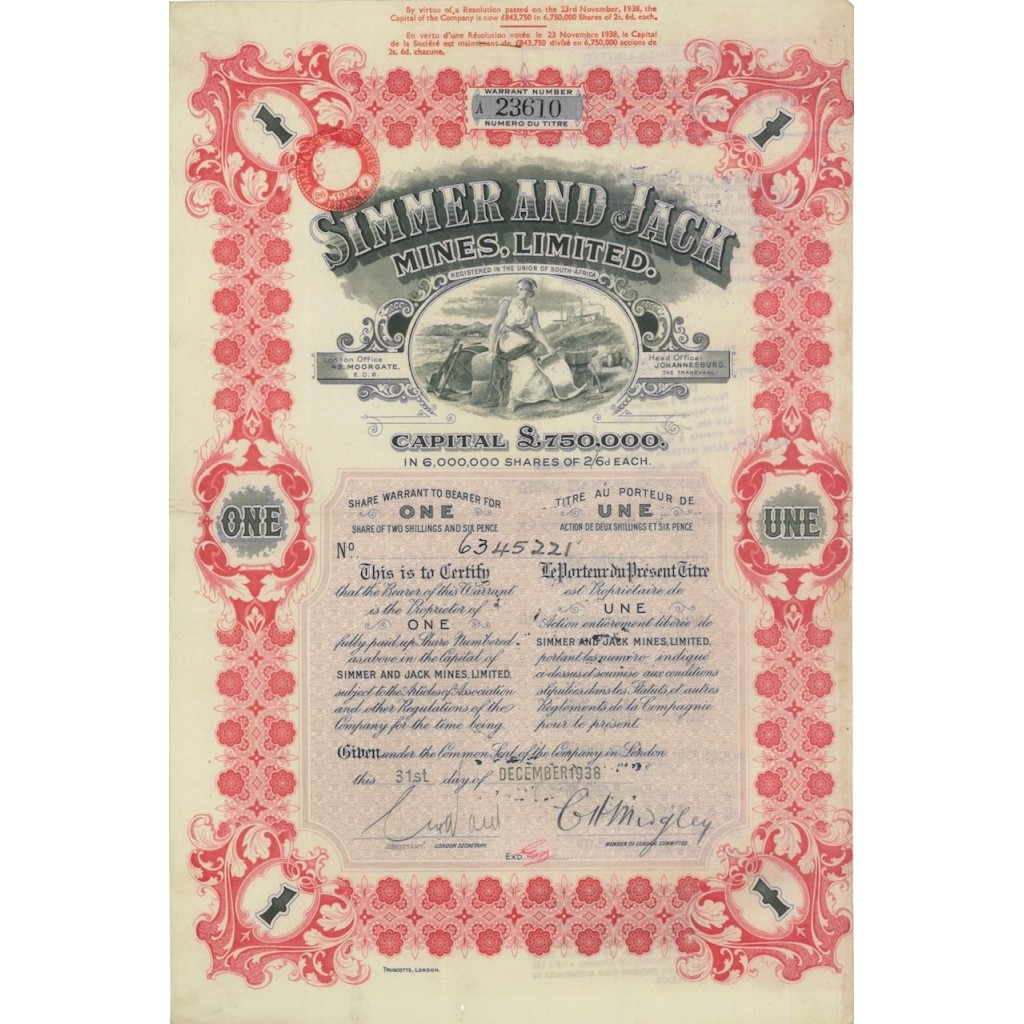 By virtue of a Resolution passed on the 23rd November, 1938, the
Capital of the Company is now £843,750 in 6,750,000 Shares of 2s. 6d. each.
En vertu d'une Résolution votée le 23 Novembre 1938, le Capital
de la Société est maintenant de £843,750 divisé en 6,750,000 actions de
2s. 6d. chacune.
WARRANT NUMBER
A 23610
NUMERO DU TITRE
1
1
SIMMER AND JACK
MINES, LIMITED.
REGISTERED IN THE UNION OF SOUTH AFRICA
London Office
49, MOORGATE,
E.C.2.
Head Office
JOHANNESBURG,
THE TRANSVAAL.
CAPITAL £750,000.
IN 6,000,000 SHARES OF 2/6d EACH.
SHARE WARRANT TO BEARER FOR
ONE
SHARE OF TWO SHILLINGS AND SIX PENCE
TITRE AU PORTEUR DE
UNE
ACTION DE DEUX SHILLINGS ET SIX PENCE
ONE
UNE
No. 6345221
This is to Certify
that the Bearer of this Warrant
is the Proprietor of
ONE
fully paid up Share Numbered
as above in the Capital of
SIMMER AND JACK MINES, LIMITED,
subject to the Articles of Association
and other Regulations of the
Company for the time being.
Le Porteur du Présent Titre
est Propriétaire de
UNE
Action entièrement libérée de
SIMMER AND JACK MINES, LIMITED,
portant les numéro indiqué
ci-dessus et soumise aux conditions
stipulées dans les Statuts et autres
Règlements de la Compagnie
pour le présent.
Given under the Common Seal of the Company in London
this 31st day of DECEMBER 1938
C H Midgley
ASSISTANT LONDON SECRETARY
MEMBER OF LONDON COMMITTEE.
EXD.
1
1
TRUSCOTTS, LONDON.